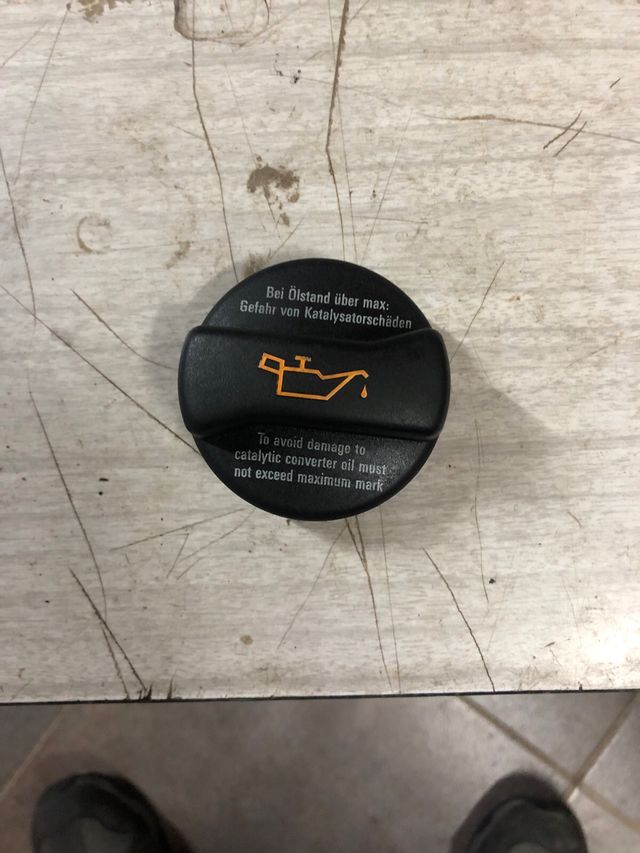 Bei Ölstand über max:
Gefahr von Katalysatorschäden
To avoid damage to
catalytic converter oil must
not exceed maximum mark